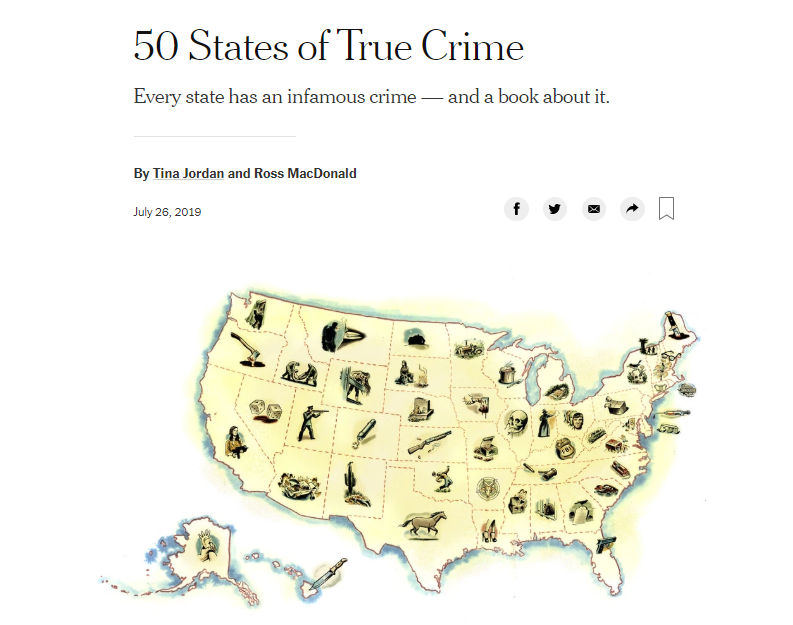 50 States of True Crime
Every state has an infamous crime — and a book about it.
By Tina Jordan and Ross MacDonald
July 26, 2019